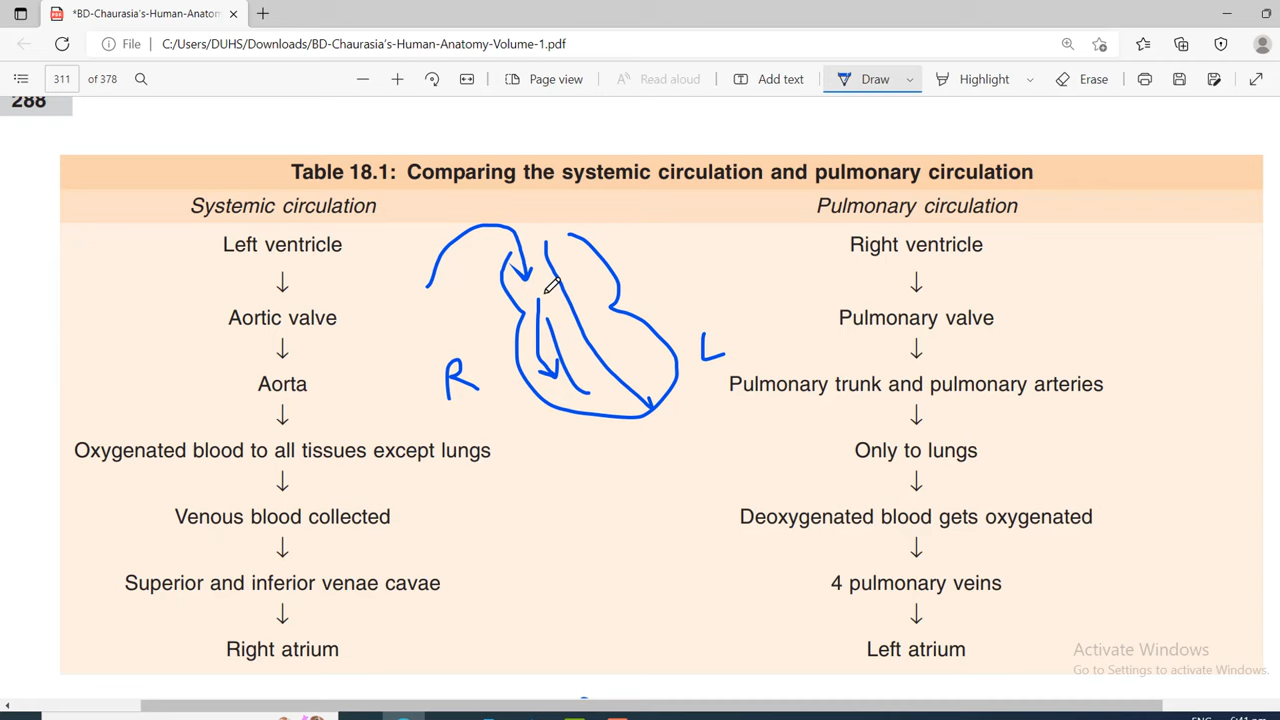 *BD-Chaurasia's-Human-Anatom
File C:/Users/DUHS/Downloads/BD-Chaurasia's-Human-Anatomy-Volume-1.pdf
311 of 378 Page view Read aloud Add text Draw Highlight Erase
288
Table 18.1: Comparing the systemic circulation and pulmonary circulation
Systemic circulation Pulmonary circulation
Left ventricle Right ventricle
↓ ↓
Aortic valve Pulmonary valve
↓ ↓
Aorta Pulmonary trunk and pulmonary arteries
↓ ↓
Oxygenated blood to all tissues except lungs Only to lungs
↓ ↓
Venous blood collected Deoxygenated blood gets oxygenated
↓ ↓
Superior and inferior venae cavae 4 pulmonary veins
↓ ↓
Right atrium Left atrium
R L
Activate Windows
Go to Settings to activate Windows.